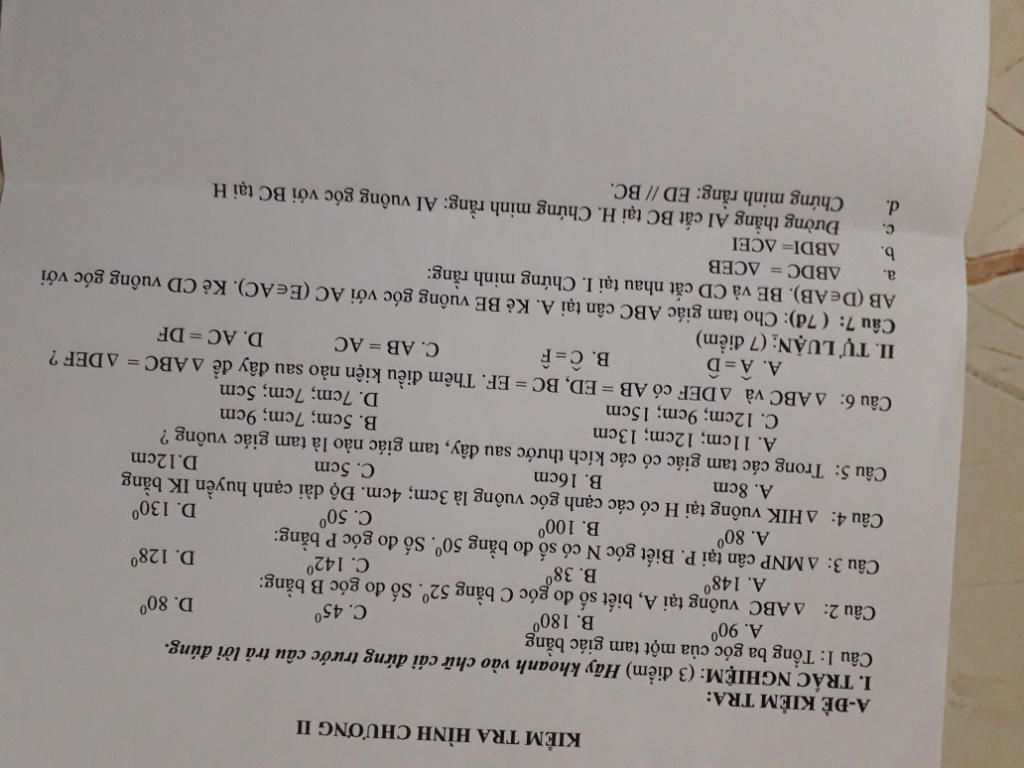 KIỂM TRA HÌNH CHƯƠNG II
A-ĐỀ KIỂM TRA:
I. TRẮC NGHIỆM: (3 điểm) Hãy khoanh vào chữ cái đứng trước câu trả lời đúng.
Câu 1: Tổng ba góc của một tam giác bằng
A. 90⁰ B. 180⁰ C. 45⁰ D. 80⁰
Câu 2: Δ ABC vuông tại A, biết số đo góc C bằng 52⁰. Số đo góc B bằng:
A. 148⁰ B. 38⁰ C. 142⁰ D. 128⁰
Câu 3: Δ MNP cân tại P. Biết góc N có số đo bằng 50⁰. Số đo góc P bằng:
A. 80⁰ B. 100⁰ C. 50⁰ D. 130⁰
Câu 4: Δ HIK vuông tại H có các cạnh góc vuông là 3cm; 4cm. Độ dài cạnh huyền IK bằng
A. 8cm B. 16cm C. 5cm D.12cm
Câu 5: Trong các tam giác có các kích thước sau đây, tam giác nào là tam giác vuông ?
A. 11cm; 12cm; 13cm B. 5cm; 7cm; 9cm
C. 12cm; 9cm; 15cm D. 7cm; 7cm; 5cm
Câu 6: Δ ABC và Δ DEF có AB = ED, BC = EF. Thêm điều kiện nào sau đây để Δ ABC = Δ DEF ?
A. Â = D̂ B. Ĉ = F̂ C. AB = AC D. AC = DF
II. TỰ LUẬN: (7 điểm)
Câu 7: ( 7đ): Cho tam giác ABC cân tại A. Kẻ BE vuông góc với AC (E∈AC). Kẻ CD vuông góc với
AB (D∈AB). BE và CD cắt nhau tại I. Chứng minh rằng:
a. ΔBDC = ΔCEB
b. ΔBDI= ΔCEI
c. Đường thẳng AI cắt BC tại H. Chứng minh rằng: AI vuông góc với BC tại H
d. Chứng minh rằng: ED // BC.